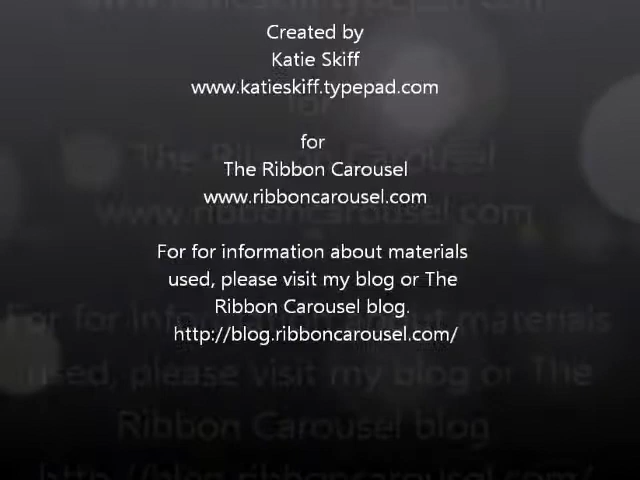 Created by
Katie Skiff
www.katieskiff.typepad.com
for
The Ribbon Carousel
www.ribboncarousel.com
For for information about materials
used, please visit my blog or The
Ribbon Carousel blog.
http://blog.ribboncarousel.com/